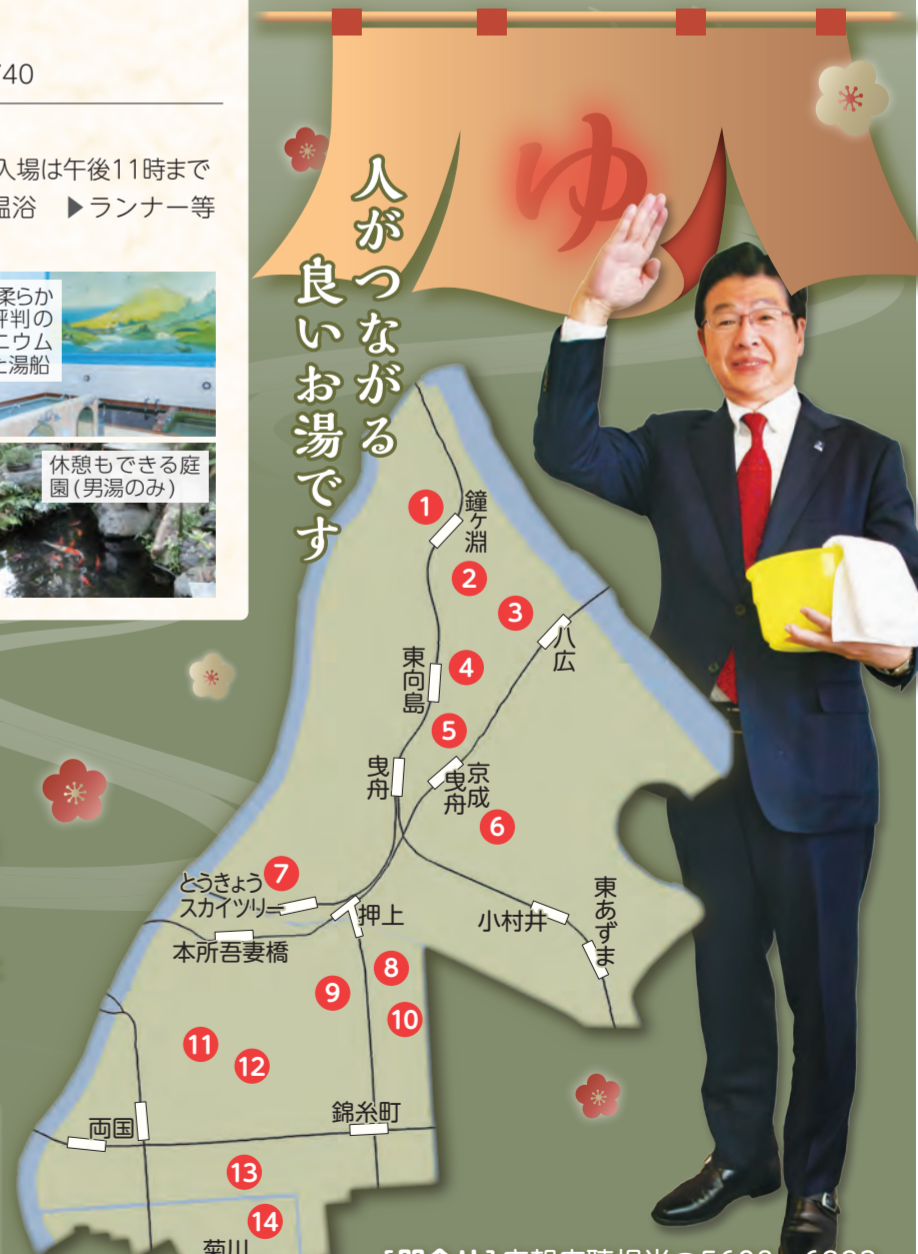 /40
入場は午後11時まで
温浴　▶ランナー等
柔らか
評判の
ニウム
湯船
休憩もできる庭
園(男湯のみ)
ゆ
人がつながる
良いお湯です
1
鐘ヶ淵
2
3
八広
4
東向島
5
曳舟
京成
曳舟
6
7
とうきょう
スカイツリー
押上
本所吾妻橋
小村井
東あずま
8
9
10
11
12
両国
錦糸町
13
14
菊川